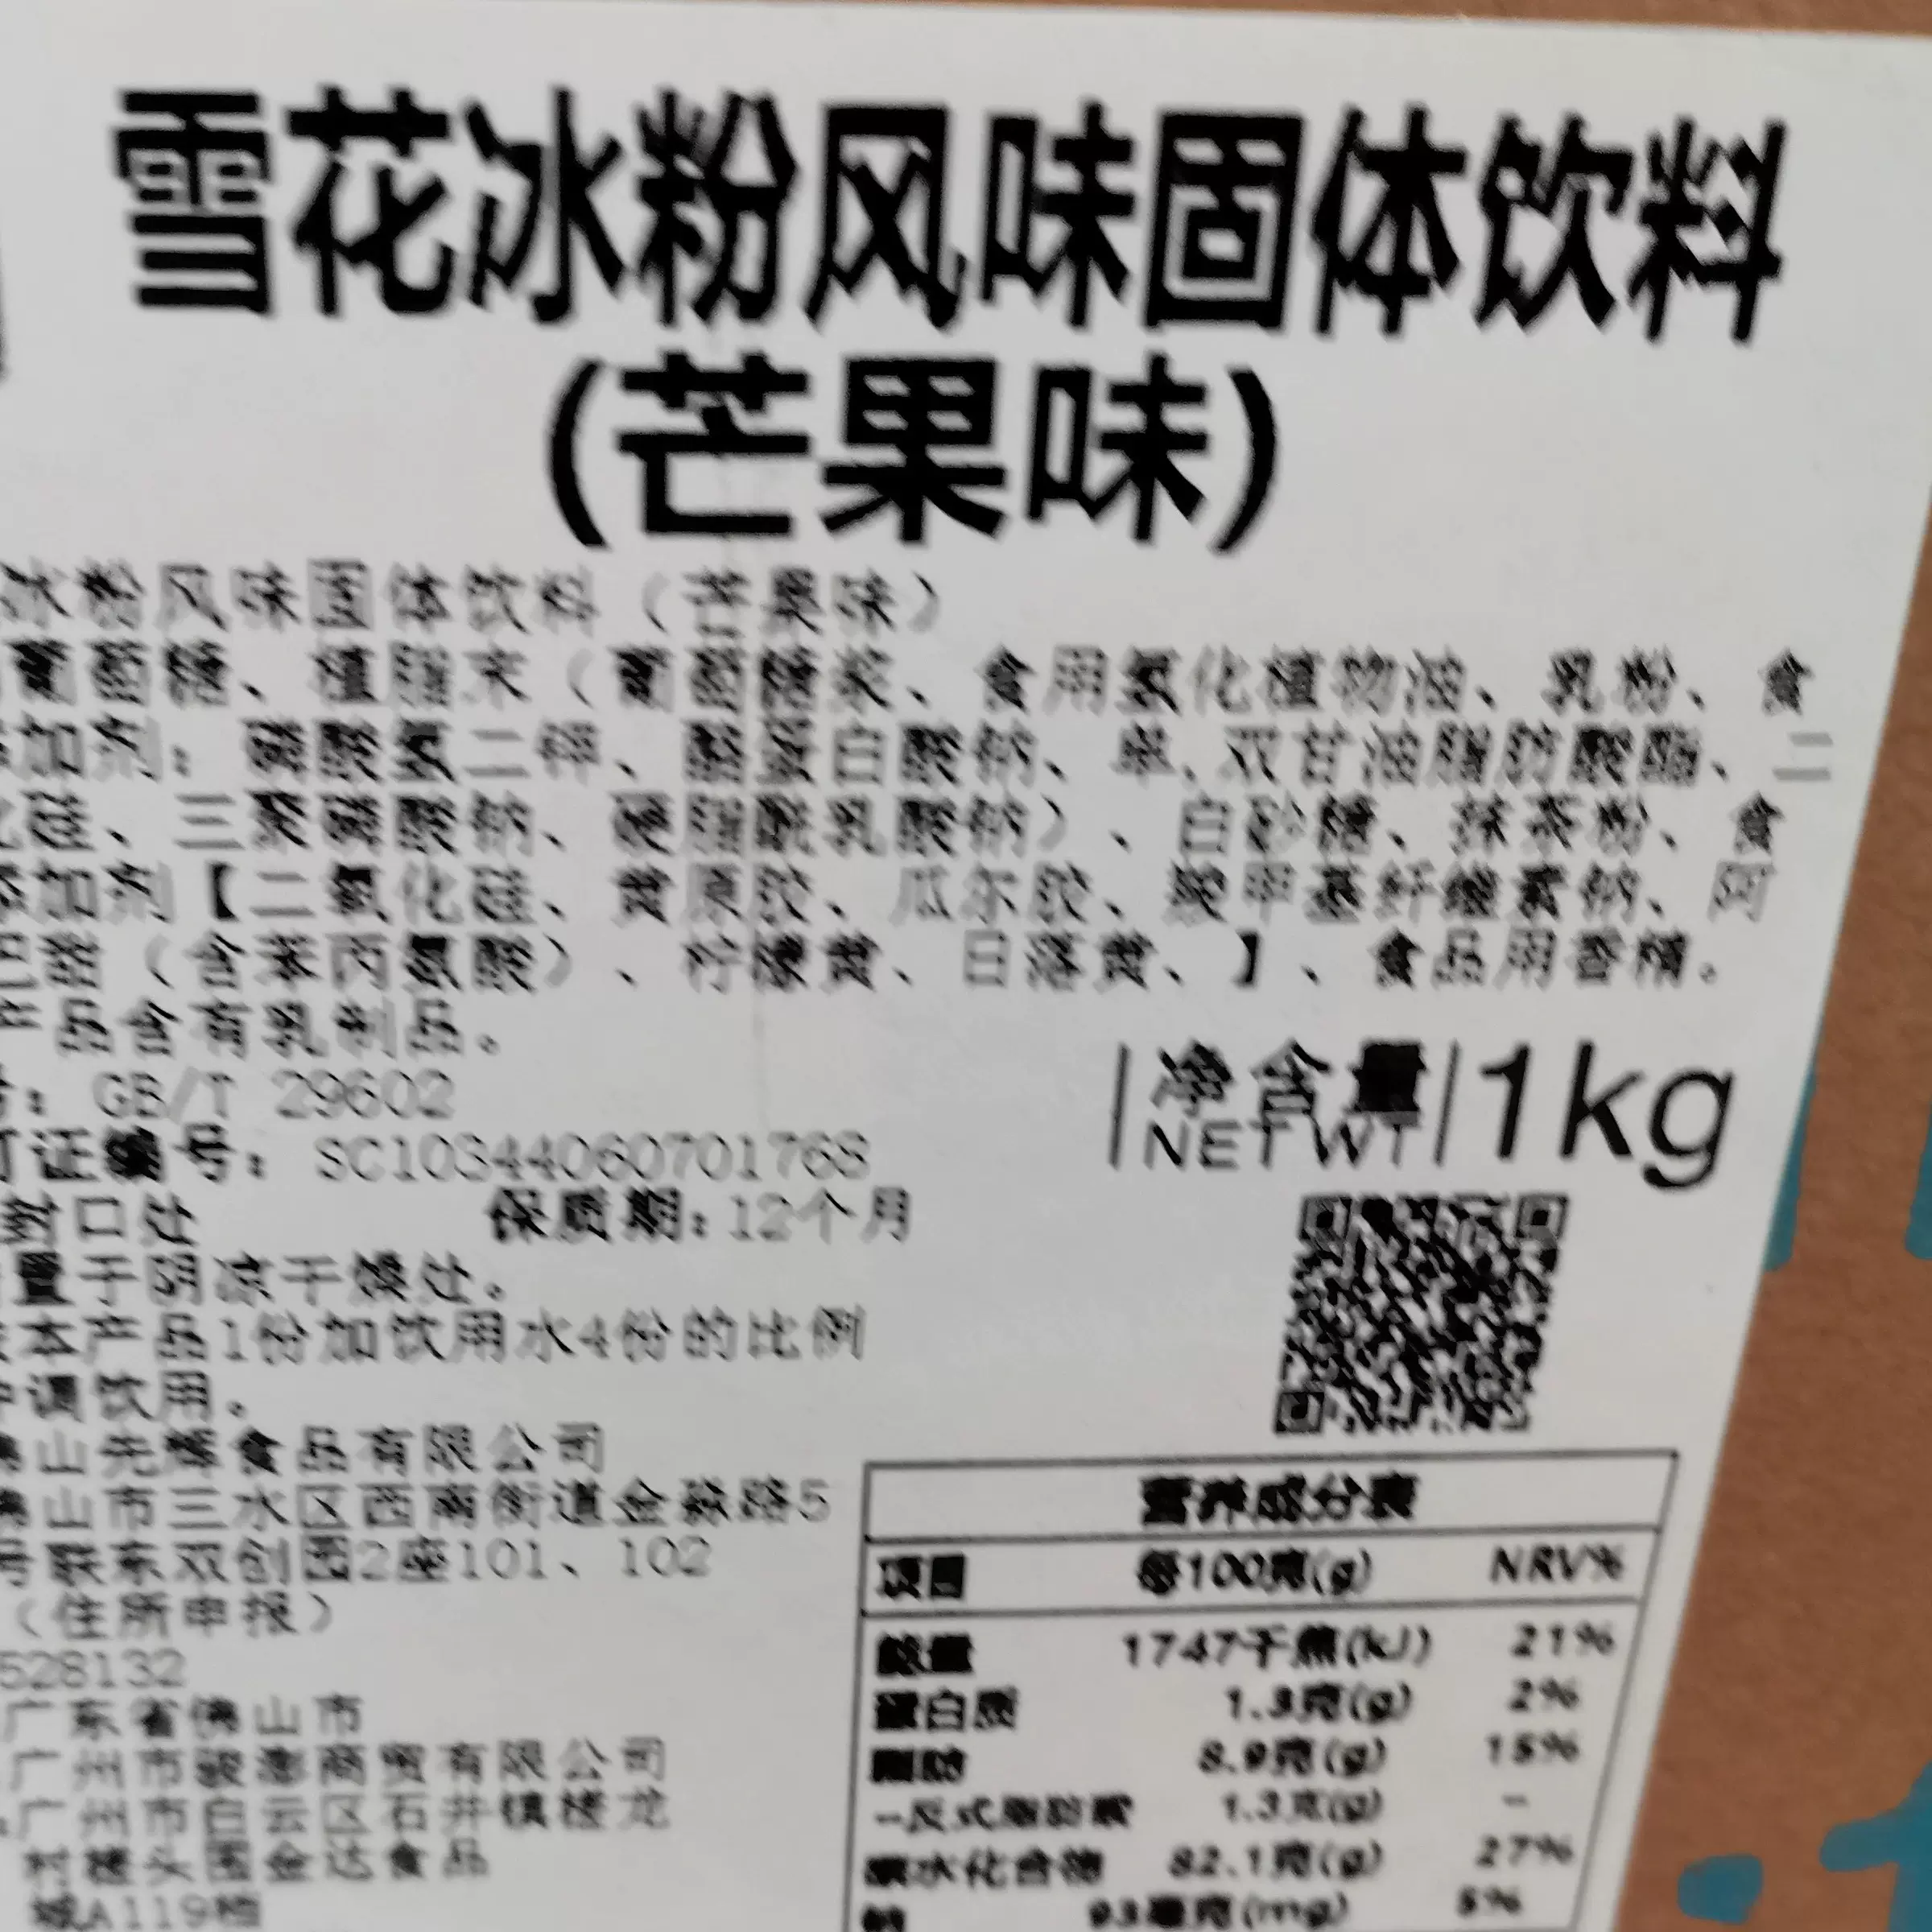 雪花冰粉风味固体饮料
(芒果味)
冰粉风味固体饮料（芒果味）
葡萄糖、植脂末（葡萄糖浆、食用氢化植物油、乳粉、食
加剂：磷酸氢二钾、酪蛋白酸钠、单,双甘油脂肪酸酯、二
化硅、三聚磷酸钠、硬脂酰乳酸钠）、白砂糖、抹茶粉、食
添加剂【二氧化硅、黄原胶、瓜尔胶、羧甲基纤维素钠、阿
巴甜（含苯丙氨酸）、柠檬黄、日落黄、】、食品用香精。
产品含有乳制品。
号：GB/T 29602
可证编号：
净含量 1kg
NETWT
封口处 保质期：12个月
置于阴凉干燥处。
本产品1份加饮用水4份的比例
冲调饮用。
佛山先辉食品有限公司
佛山市三水区西南街道金淼路5
号联东双创园2座101、102
（住所申报）
528132
广东省佛山市
广州市骏澎商贸有限公司
广州市白云区石井镇楼龙
村楼头围金达食品
城A119档
营养成分表
项目 每100克(g) NRV%
能量 1747千焦(kJ) 21%
蛋白质 1.3克(g) 2%
脂肪 8.9克(g) 15%
-反式脂肪酸 1.3克(g) -
碳水化合物 82.1克(g) 27%
钠 93毫克(mg) 5%